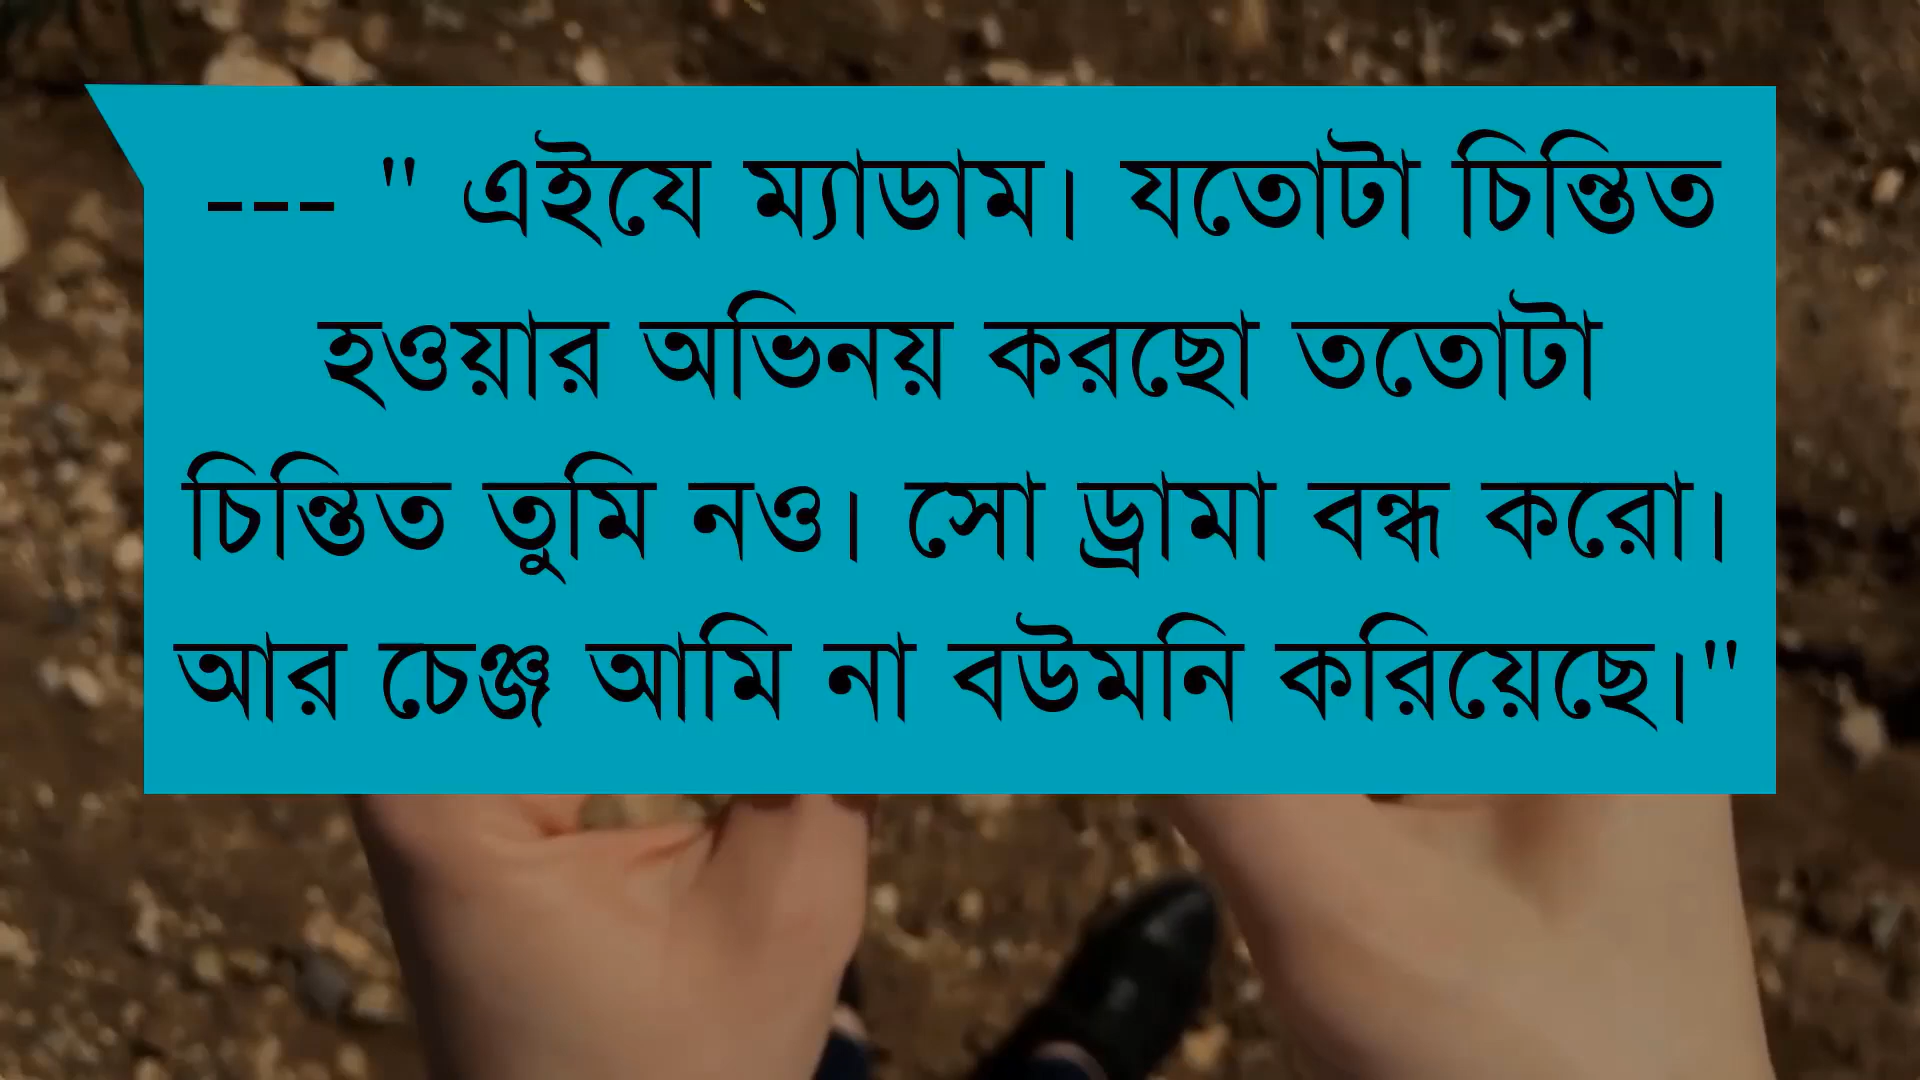 --- " এইযে ম্যাডাম। যতোটা চিন্তিত
হওয়ার অভিনয় করছো ততোটা
চিন্তিত তুমি নও। সো ড্রামা বন্ধ করো।
আর চেঞ্জ আমি না বউমনি করিয়েছে।"